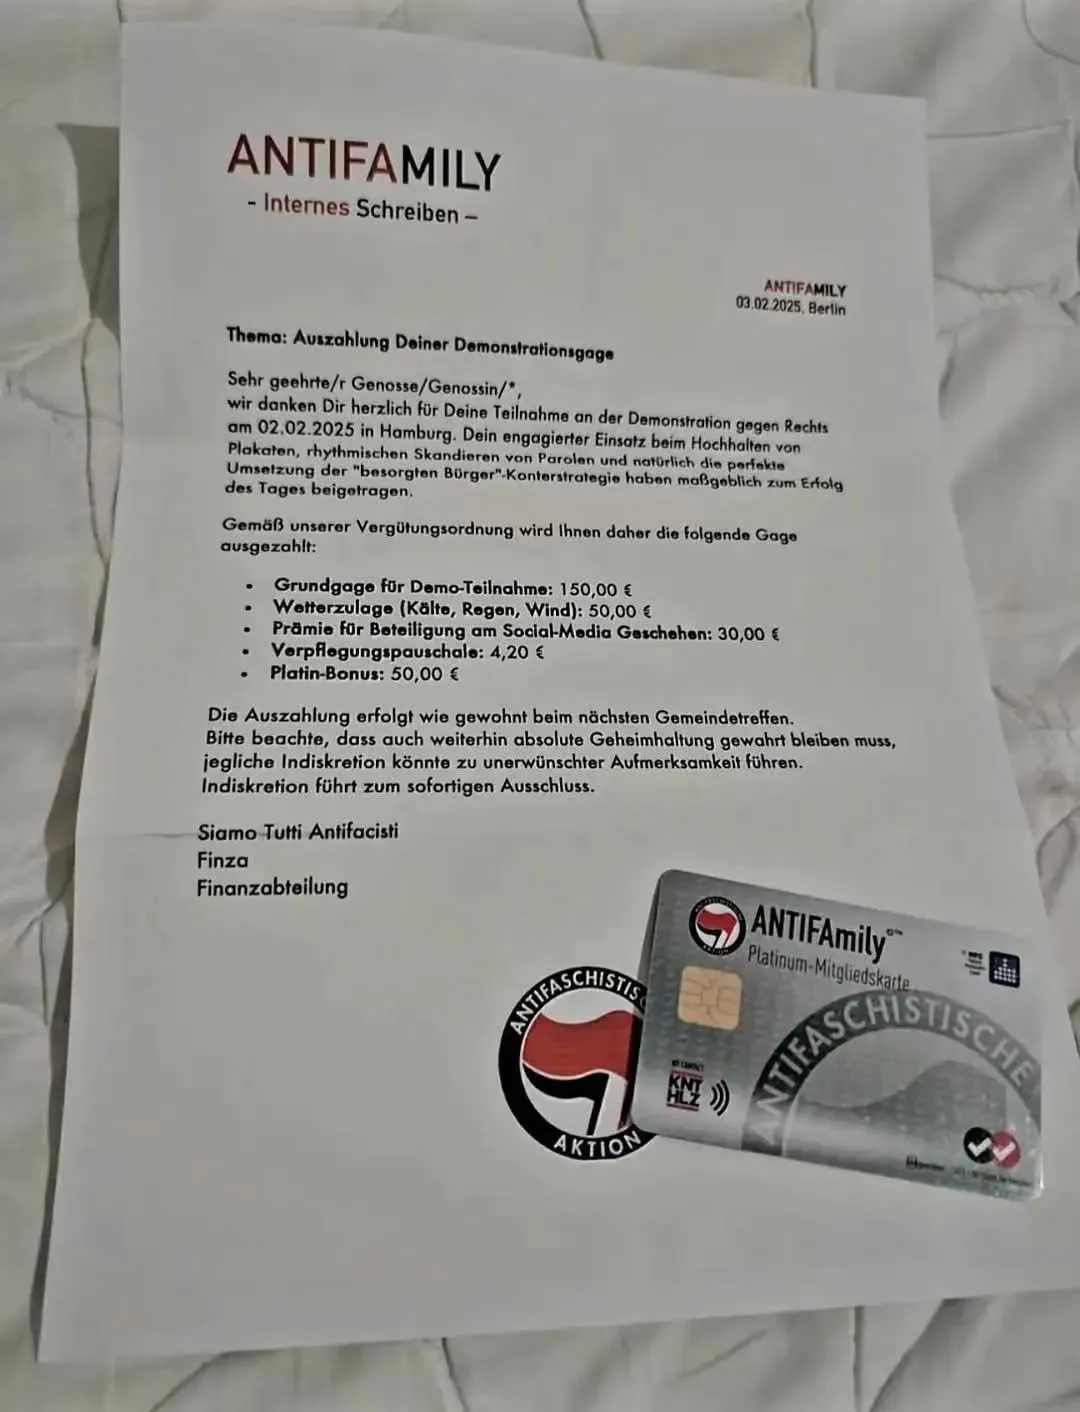 ANTIFAMILY
- Internes Schreiben –
ANTIFAMILY
03.02.2025, Berlin
Thema: Auszahlung Deiner Demonstrationsgage
Sehr geehrte/r Genosse/Genossin/*,
wir danken Dir herzlich für Deine Teilnahme an der Demonstration gegen Rechts
am 02.02.2025 in Hamburg. Dein engagierter Einsatz beim Hochhalten von
Plakaten, rhythmischen Skandieren von Parolen und natürlich die perfekte
Umsetzung der "besorgten Bürger"-Konterstrategie haben maßgeblich zum Erfolg
des Tages beigetragen.
Gemäß unserer Vergütungsordnung wird Ihnen daher die folgende Gage
ausgezahlt:
• Grundgage für Demo-Teilnahme: 150,00 €
• Wetterzulage (Kälte, Regen, Wind): 50,00 €
• Prämie für Beteiligung am Social-Media Geschehen: 30,00 €
• Verpflegungspauschale: 4,20 €
• Platin-Bonus: 50,00 €
Die Auszahlung erfolgt wie gewohnt beim nächsten Gemeindetreffen.
Bitte beachte, dass auch weiterhin absolute Geheimhaltung gewahrt bleiben muss,
jegliche Indiskretion könnte zu unerwünschter Aufmerksamkeit führen.
Indiskretion führt zum sofortigen Ausschluss.
Siamo Tutti Antifacisti
Finza
Finanzabteilung
ANTIFASCHISTIS
AKTION
ANTIFAmily
Platinum-Mitgliedskarte
ANTIFASCHISTISCHE
KNT
HLZ